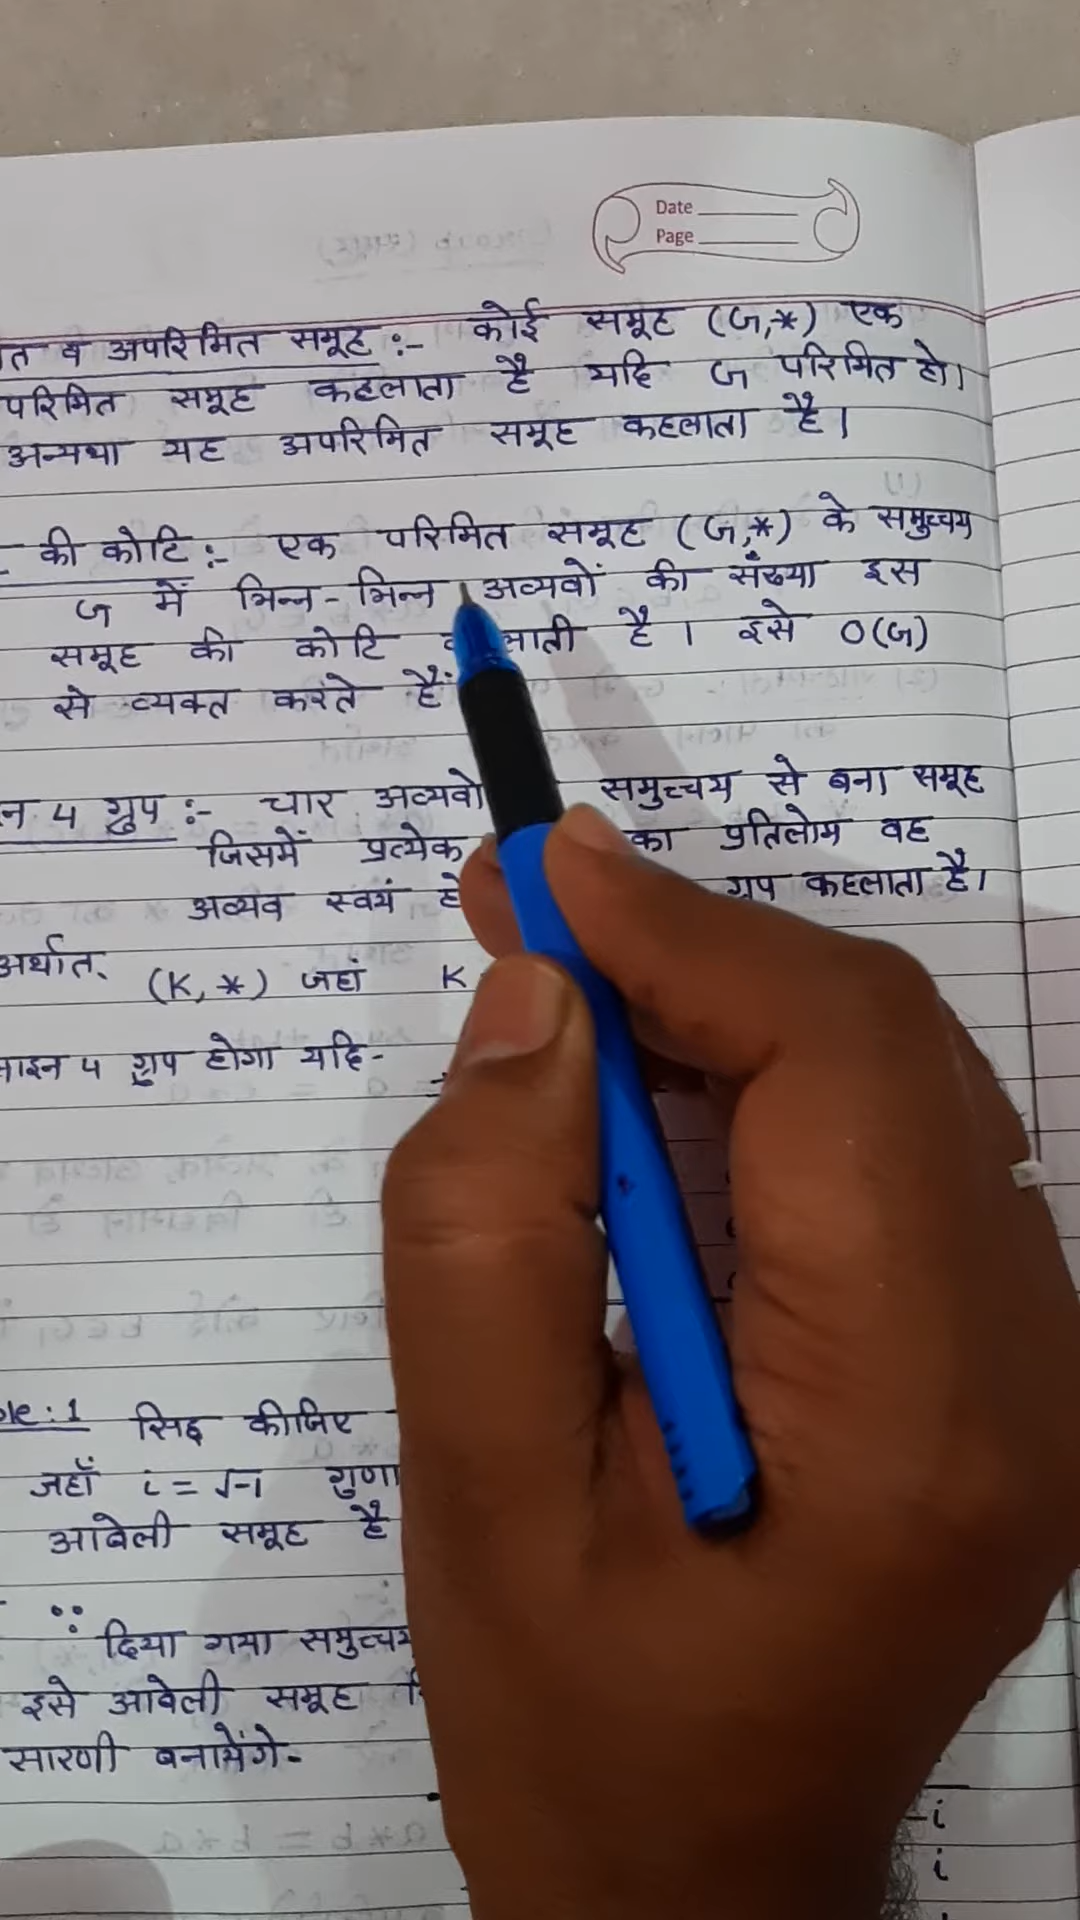 Date
Page
व अपरिमित समूह :- कोई समूह (G,*) एक
परिमित समूह कहलाता है यदि G परिमित हो।
अन्यथा यह अपरिमित समूह कहलाता है।
की कोटि :- एक परिमित समूह (G,*) के समुच्चय
G में भिन्न-भिन्न अव्यवों की सँख्या इस
समूह की कोटि है। इसे O(G)
से व्यक्त करते हैं
4 ग्रुप :- चार अव्यवो समुच्चय से बना समूह
जिसमें प्रत्येक का प्रतिलोम वह
अव्यव स्वयं ग्रुप कहलाता है।
अर्थात (K, *) जहां K
4 ग्रुप होगा यदि-
: 1 सिद्ध कीजिए
जहाँ i = √-1 गुणा
आबेली समूह है
दिया गया समुच्चय
इसे आबेली समूह
सारणी बनायेंगे-
-i
i